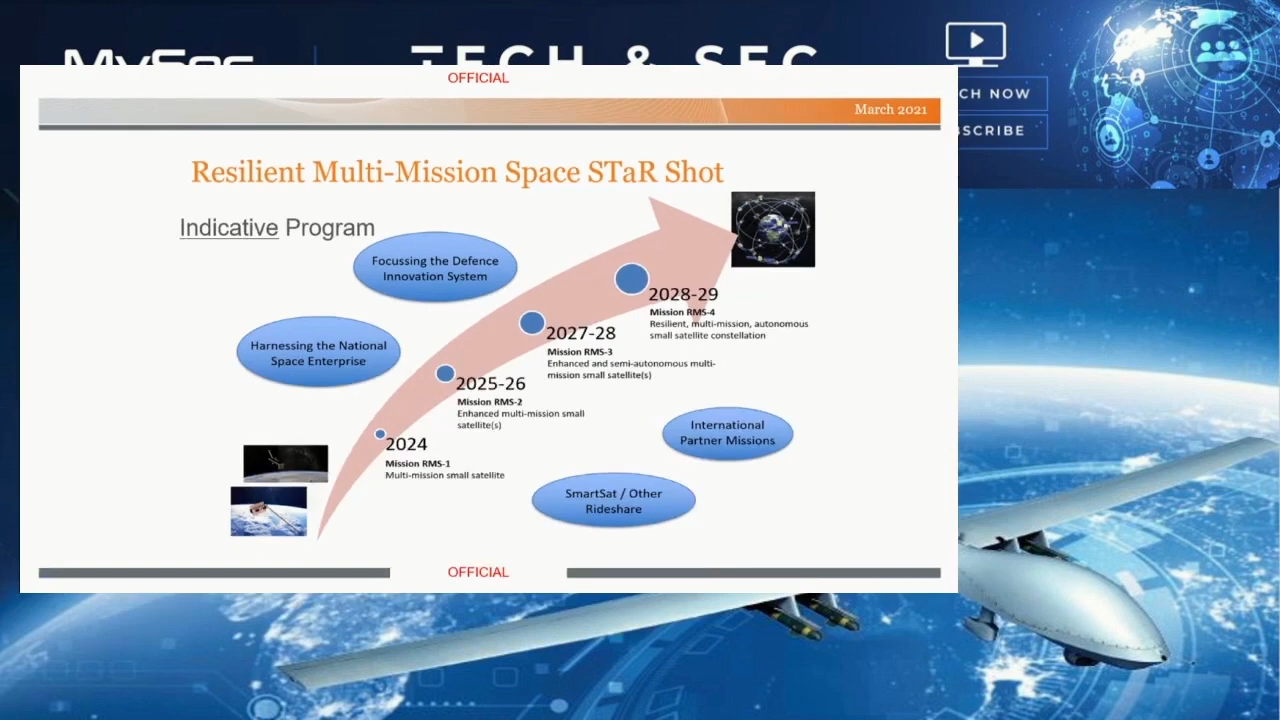 MySec
TECH & SEC
CH NOW
SCRIBE
OFFICIAL
March 2021
Resilient Multi-Mission Space STaR Shot
Indicative Program
Focussing the Defence
Innovation System
Harnessing the National
Space Enterprise
2028-29
Mission RMS-4
Resilient, multi-mission, autonomous
small satellite constellation
2027-28
Mission RMS-3
Enhanced and semi-autonomous multi-
mission small satellite(s)
2025-26
Mission RMS-2
Enhanced multi-mission small
satellite(s)
2024
Mission RMS-1
Multi-mission small satellite
International
Partner Missions
SmartSat / Other
Rideshare
OFFICIAL